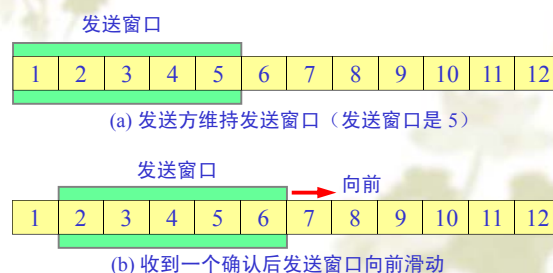 发送窗口
1 2 3 4 5 6 7 8 9 10 11 12
(a) 发送方维持发送窗口（发送窗口是 5）
发送窗口
向前
1 2 3 4 5 6 7 8 9 10 11 12
(b) 收到一个确认后发送窗口向前滑动